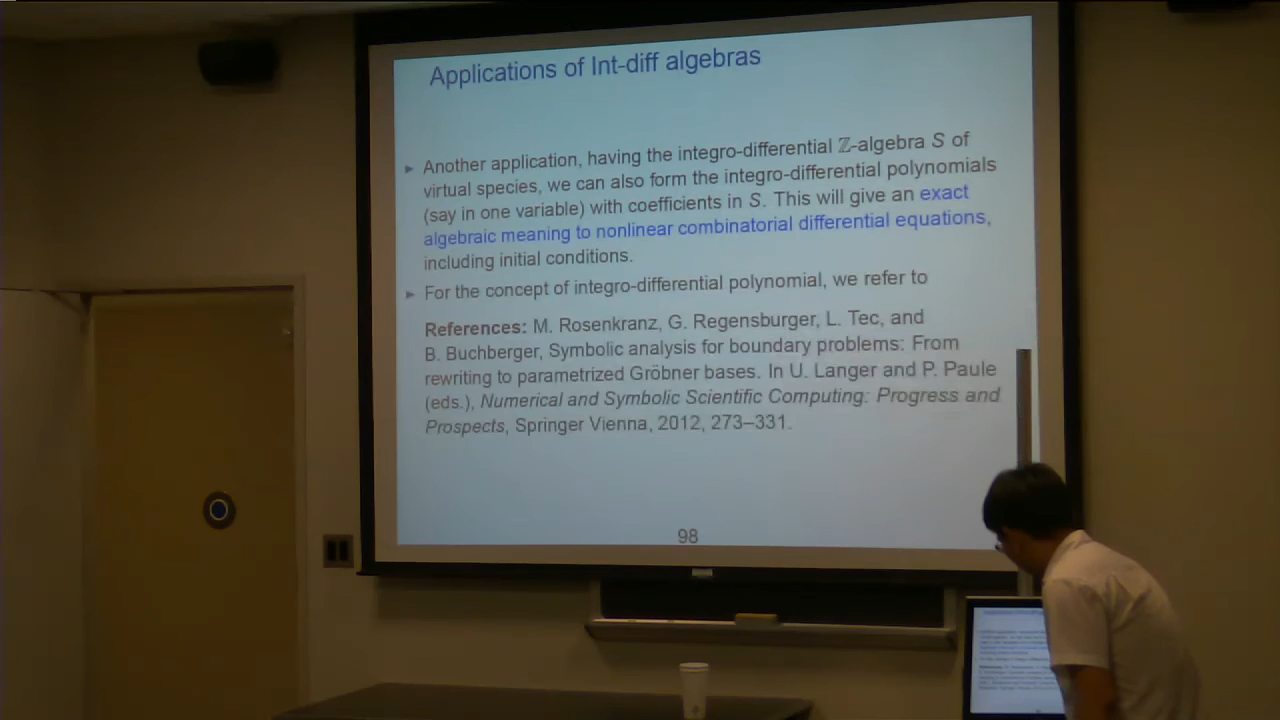 Applications of Int-diff algebras
▸ Another application, having the integro-differential ℤ-algebra S of
virtual species, we can also form the integro-differential polynomials
(say in one variable) with coefficients in S. This will give an exact
algebraic meaning to nonlinear combinatorial differential equations,
including initial conditions.
▸ For the concept of integro-differential polynomial, we refer to
References: M. Rosenkranz, G. Regensburger, L. Tec, and
B. Buchberger, Symbolic analysis for boundary problems: From
rewriting to parametrized Gröbner bases. In U. Langer and P. Paule
(eds.), Numerical and Symbolic Scientific Computing: Progress and
Prospects, Springer Vienna, 2012, 273–331.
98